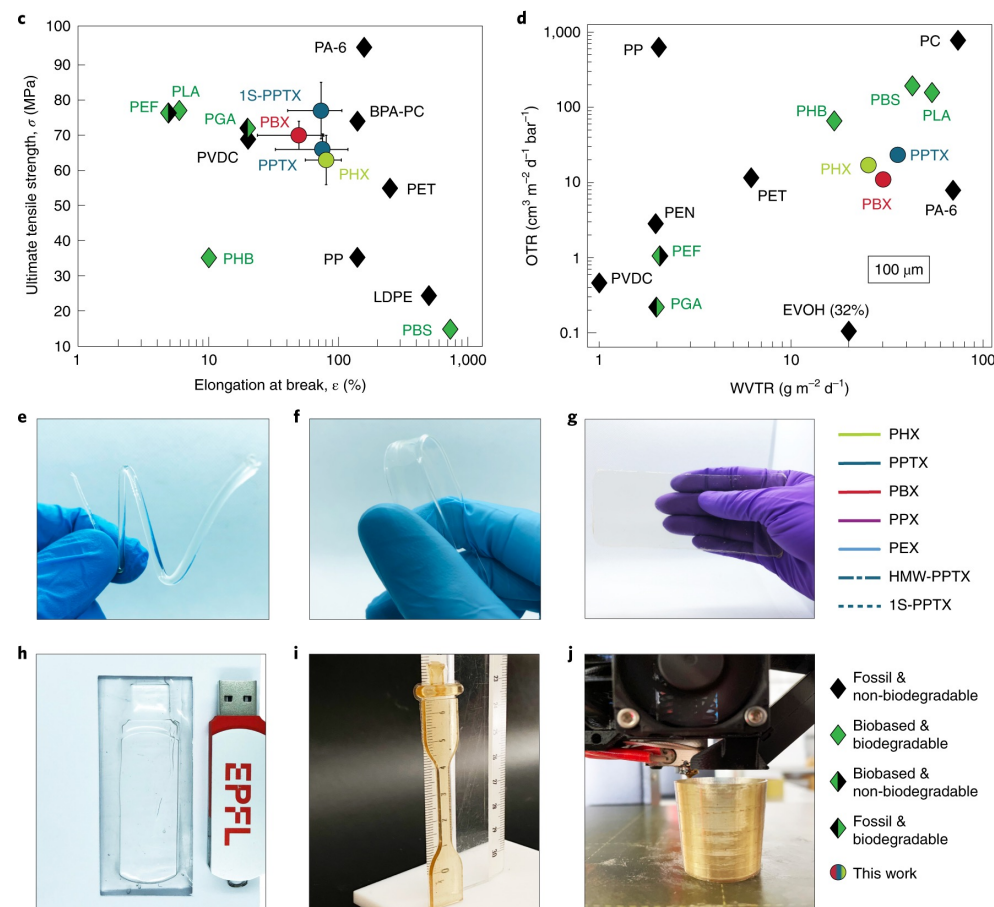 c
100
90
80
70
60
50
40
30
20
10
Ultimate tensile strength, σ (MPa)
PA-6
PLA
PEF
1S-PPTX
PGA
PBX
BPA-PC
PVDC
PPTX
PHX
PET
PHB
PP
LDPE
PBS
1
10
100
1,000
Elongation at break, ε (%)
d
1,000
100
10
1
0.1
OTR (cm³ m⁻² d⁻¹ bar⁻¹)
PP
PC
PBS
PLA
PHB
PPTX
PHX
PBX
PET
PA-6
PEN
PEF
100 μm
PVDC
PGA
EVOH (32%)
1
10
100
WVTR (g m⁻² d⁻¹)
e
f
g
PHX
PPTX
PBX
PPX
PEX
HMW-PPTX
1S-PPTX
h
EPFL
i
j
Fossil &
non-biodegradable
Biobased &
biodegradable
Biobased &
non-biodegradable
Fossil &
biodegradable
This work